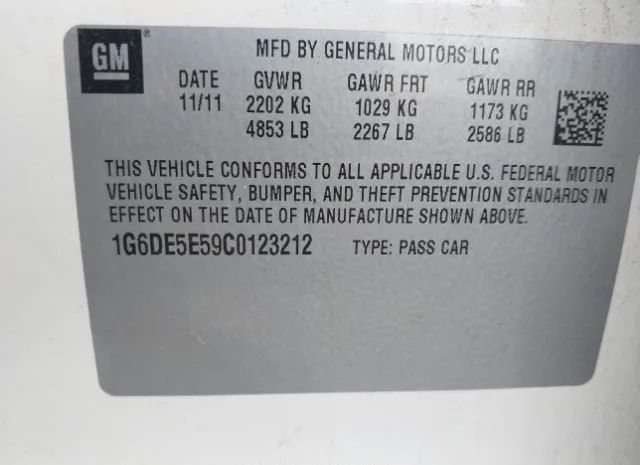 GM ®
MFD BY GENERAL MOTORS LLC
DATE GVWR GAWR FRT GAWR RR
11/11 2202 KG 1029 KG 1173 KG
4853 LB 2267 LB 2586 LB
THIS VEHICLE CONFORMS TO ALL APPLICABLE U.S. FEDERAL MOTOR
VEHICLE SAFETY, BUMPER, AND THEFT PREVENTION STANDARDS IN
EFFECT ON THE DATE OF MANUFACTURE SHOWN ABOVE.
1G6DE5E59C0123212 TYPE: PASS CAR